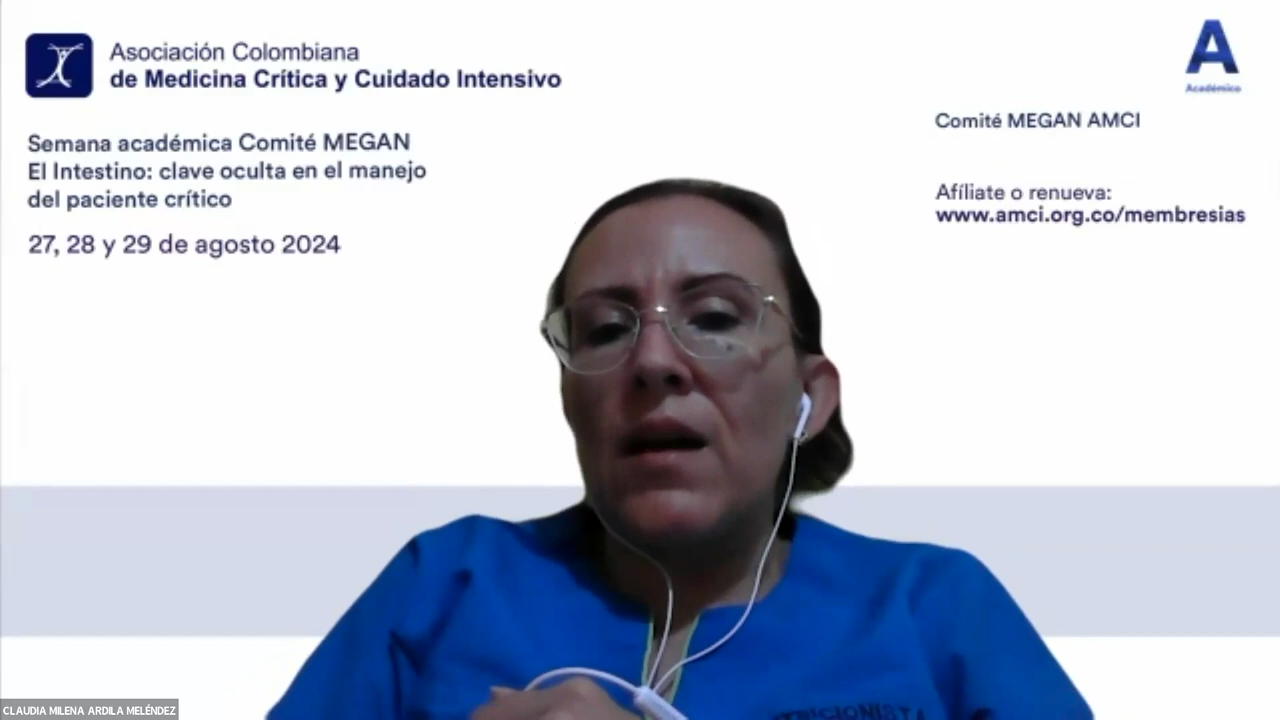 Asociación Colombiana
de Medicina Crítica y Cuidado Intensivo
Semana académica Comité MEGAN
El Intestino: clave oculta en el manejo
del paciente crítico
27, 28 y 29 de agosto 2024
A
Académico
Comité MEGAN AMCI
Afíliate o renueva:
www.amci.org.co/membresias
CLAUDIA MILENA ARDILA MELÉNDEZ